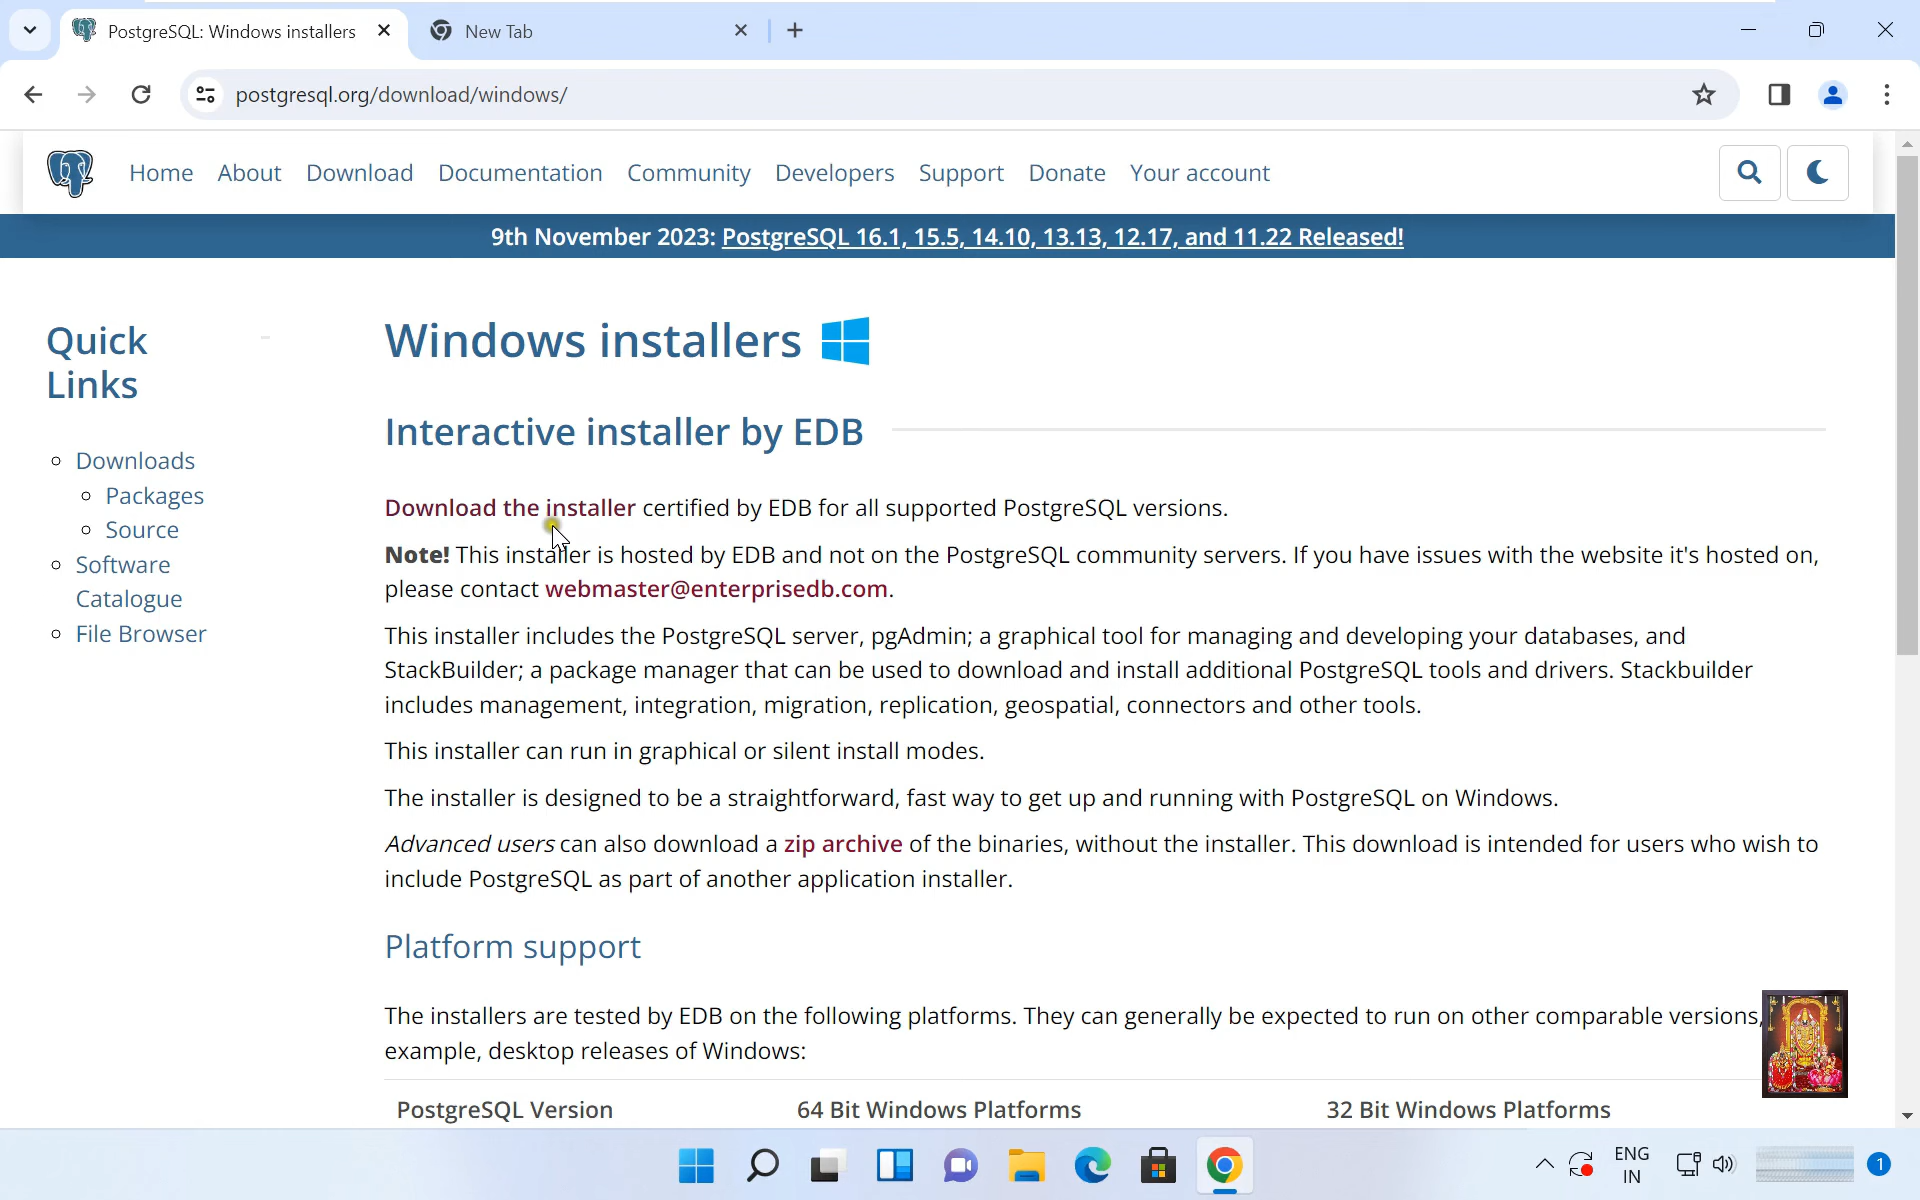 PostgreSQL: Windows installers
New Tab
postgresql.org/download/windows/
Home About Download Documentation Community Developers Support Donate Your account
9th November 2023: PostgreSQL 16.1, 15.5, 14.10, 13.13, 12.17, and 11.22 Released!
Quick
Links
Downloads
Packages
Source
Software
Catalogue
File Browser
Windows installers
Interactive installer by EDB
Download the installer certified by EDB for all supported PostgreSQL versions.
Note! This installer is hosted by EDB and not on the PostgreSQL community servers. If you have issues with the website it's hosted on,
please contact webmaster@enterprisedb.com.
This installer includes the PostgreSQL server, pgAdmin; a graphical tool for managing and developing your databases, and
StackBuilder; a package manager that can be used to download and install additional PostgreSQL tools and drivers. Stackbuilder
includes management, integration, migration, replication, geospatial, connectors and other tools.
This installer can run in graphical or silent install modes.
The installer is designed to be a straightforward, fast way to get up and running with PostgreSQL on Windows.
Advanced users can also download a zip archive of the binaries, without the installer. This download is intended for users who wish to
include PostgreSQL as part of another application installer.
Platform support
The installers are tested by EDB on the following platforms. They can generally be expected to run on other comparable versions,
example, desktop releases of Windows:
PostgreSQL Version 64 Bit Windows Platforms 32 Bit Windows Platforms
ENG
IN
1